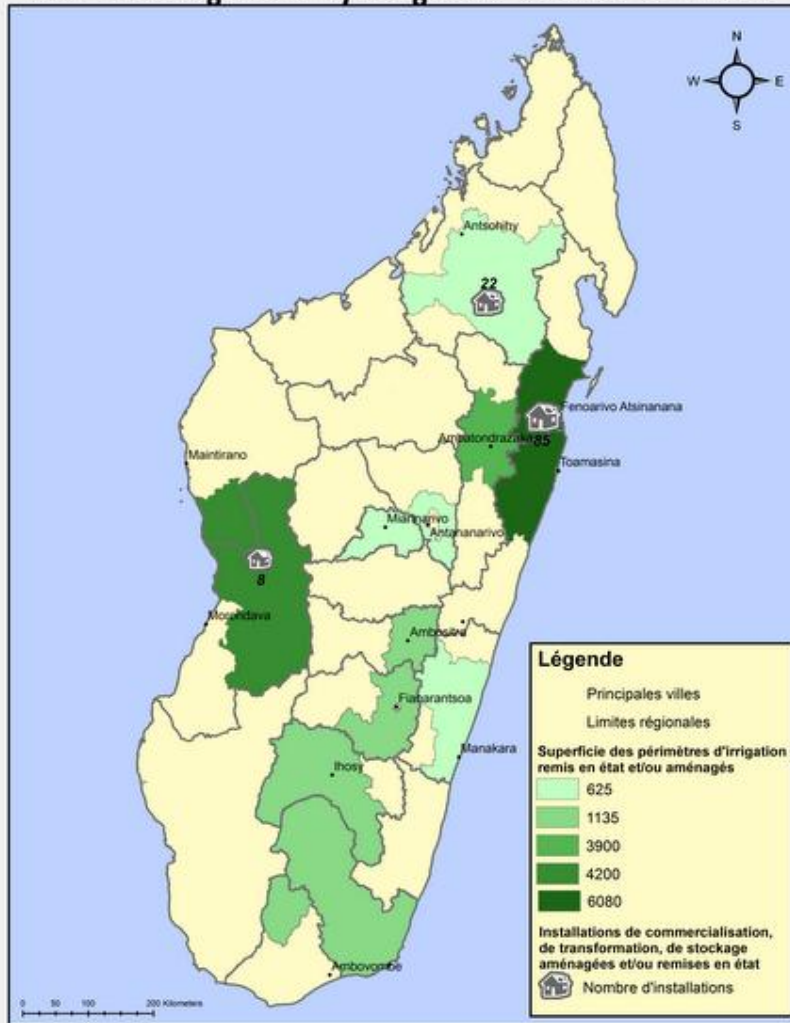 N
W
E
S
Antsohihy
22
Fenoarivo Atsinanana
85
Toamasina
Maintirano
Miarinarivo
Antananarivo
8
Morondava
Ambositra
Fianarantsoa
Manakara
Ihosy
Ambovombe
0 50 100 200 Kilometers
Légende
Principales villes
Limites régionales
Superficie des périmètres d'irrigation
remis en état et/ou aménagés
625
1135
3900
4200
6080
Installations de commercialisation,
de transformation, de stockage
aménagées et/ou remises en état
Nombre d'installations